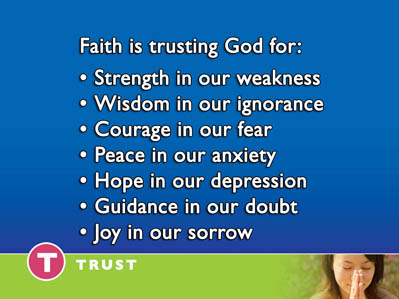 Faith is trusting God for:
• Strength in our weakness
• Wisdom in our ignorance
• Courage in our fear
• Peace in our anxiety
• Hope in our depression
• Guidance in our doubt
• Joy in our sorrow
T TRUST